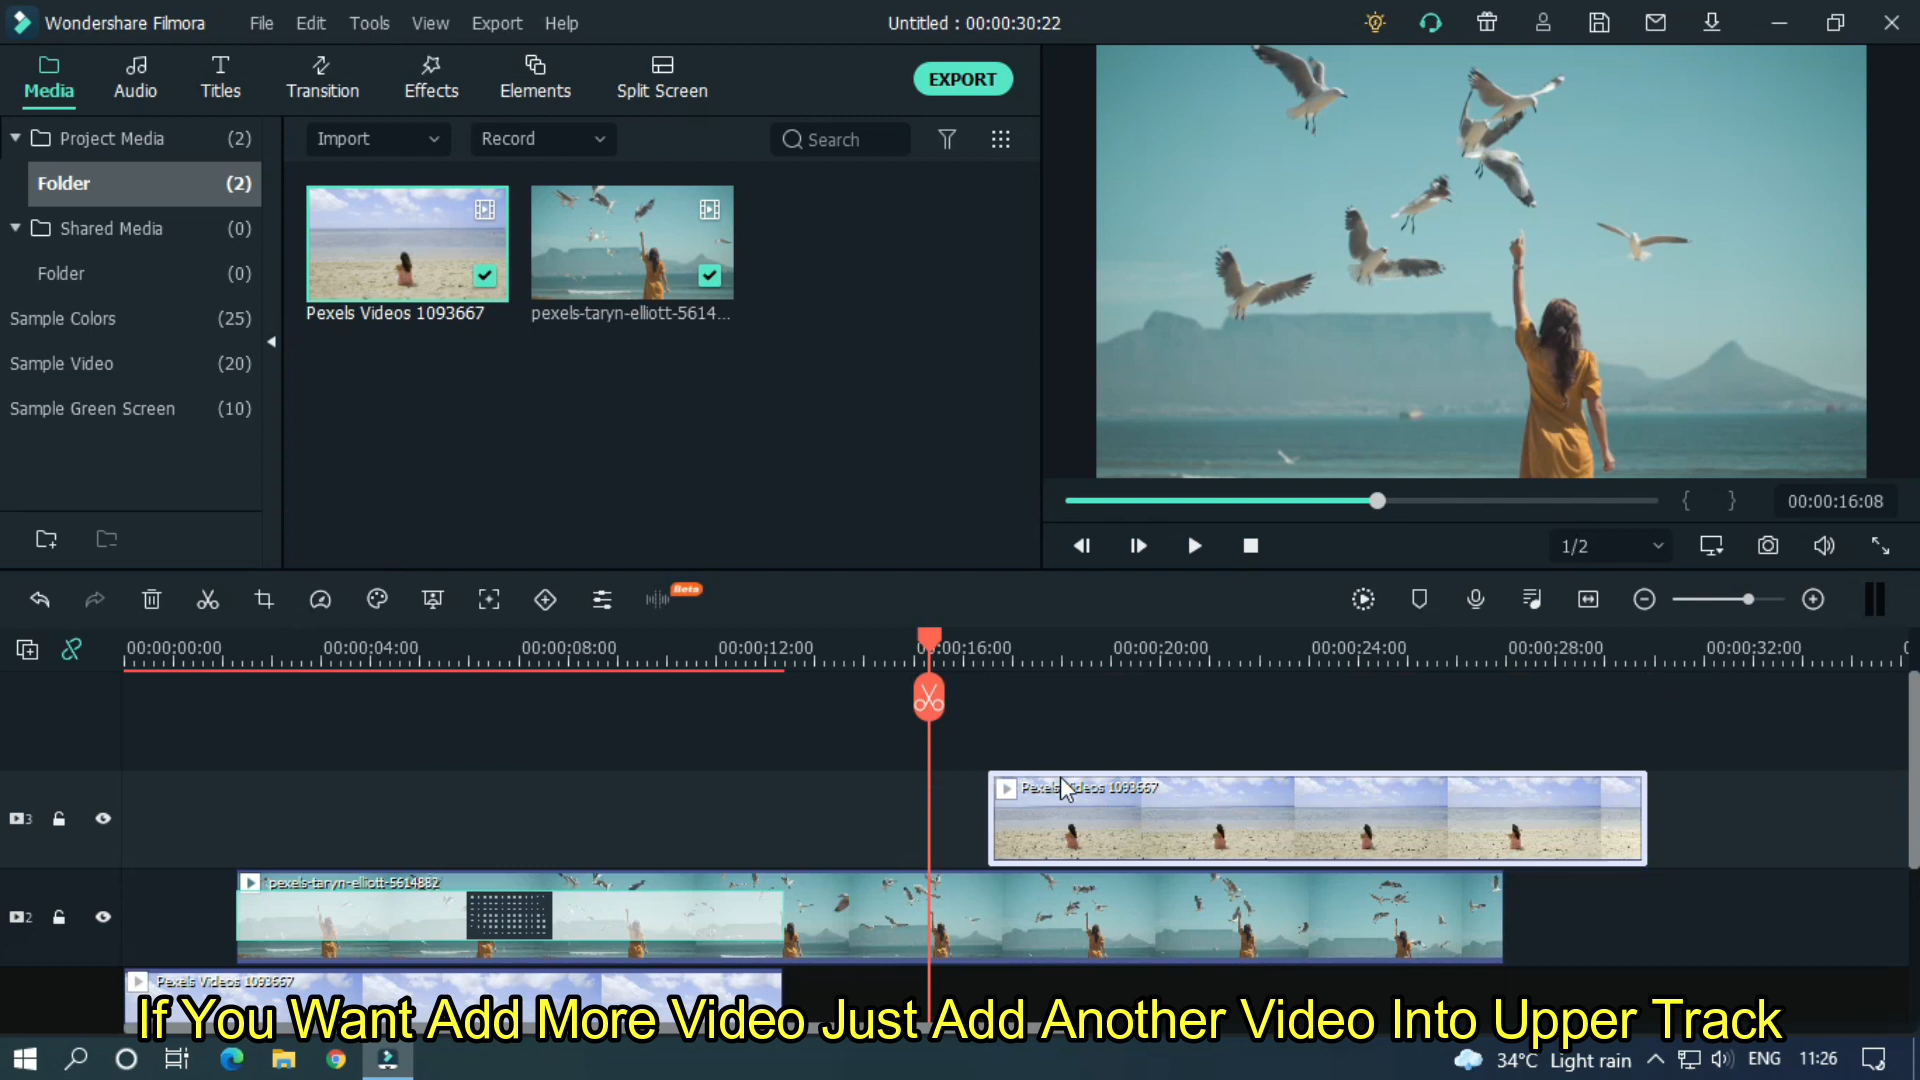 Wondershare Filmora
File Edit Tools View Export Help
Untitled : 00:00:30:22
Media Audio Titles Transition Effects Elements Split Screen
EXPORT
Project Media (2)
Folder (2)
Shared Media (0)
Folder (0)
Sample Colors (25)
Sample Video (20)
Sample Green Screen (10)
Import Record Search
Pexels Videos 1093667
pexels-taryn-elliott-5614...
00:00:16:08
1/2
Beta
00:00:00:00 00:00:04:00 00:00:08:00 00:00:12:00 00:00:16:00 00:00:20:00 00:00:24:00 00:00:28:00 00:00:32:00
3
Pexels Videos 1093667
2
pexels-taryn-elliott-5614882
Pexels Videos 1093667
If You Want Add More Video Just Add Another Video Into Upper Track
34°C Light rain ENG 11:26